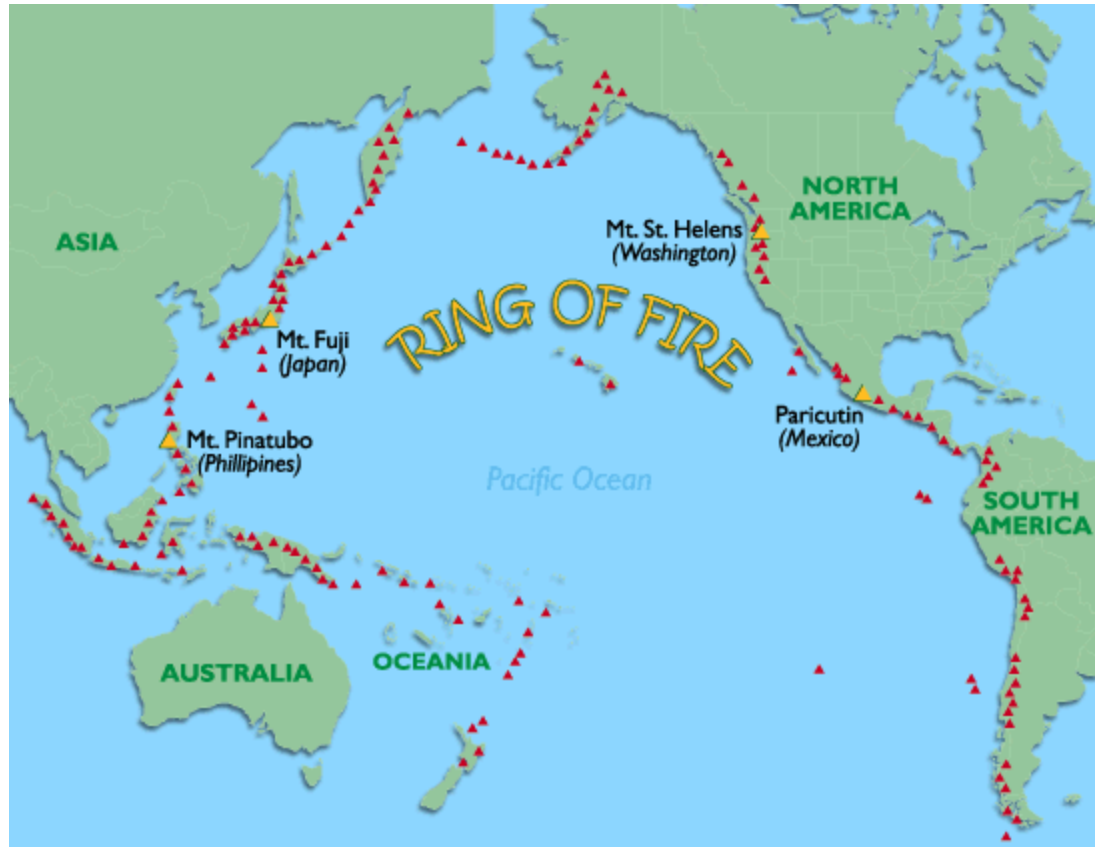 NORTH
AMERICA
ASIA
Mt. St. Helens
(Washington)
RING OF FIRE
Mt. Fuji
(Japan)
Paricutin
(Mexico)
Mt. Pinatubo
(Phillipines)
Pacific Ocean
SOUTH
AMERICA
OCEANIA
AUSTRALIA